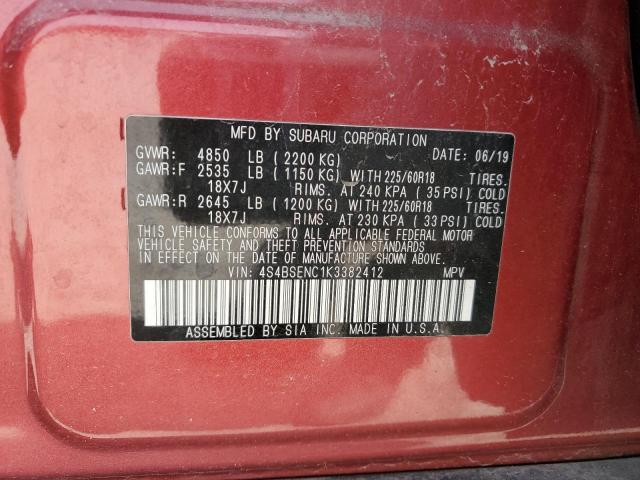 MFD BY SUBARU CORPORATION
GVWR: 4850 LB ( 2200 KG) DATE: 06/19
GAWR:F 2535 LB ( 1150 KG) WITH 225/60R18 TIRES.
18X7J RIMS. AT 240 KPA ( 35 PSI) COLD
GAWR:R 2645 LB ( 1200 KG) WITH 225/60R18 TIRES.
18X7J RIMS. AT 230 KPA ( 33 PSI) COLD
THIS VEHICLE CONFORMS TO ALL APPLICABLE FEDERAL MOTOR
VEHICLE SAFETY AND THEFT PREVENTION STANDARDS
IN EFFECT ON THE DATE OF MANUFACTURE SHOWN ABOVE.
VIN: 4S4BSENC1K3382412 MPV
ASSEMBLED BY SIA INC. MADE IN U.S.A.